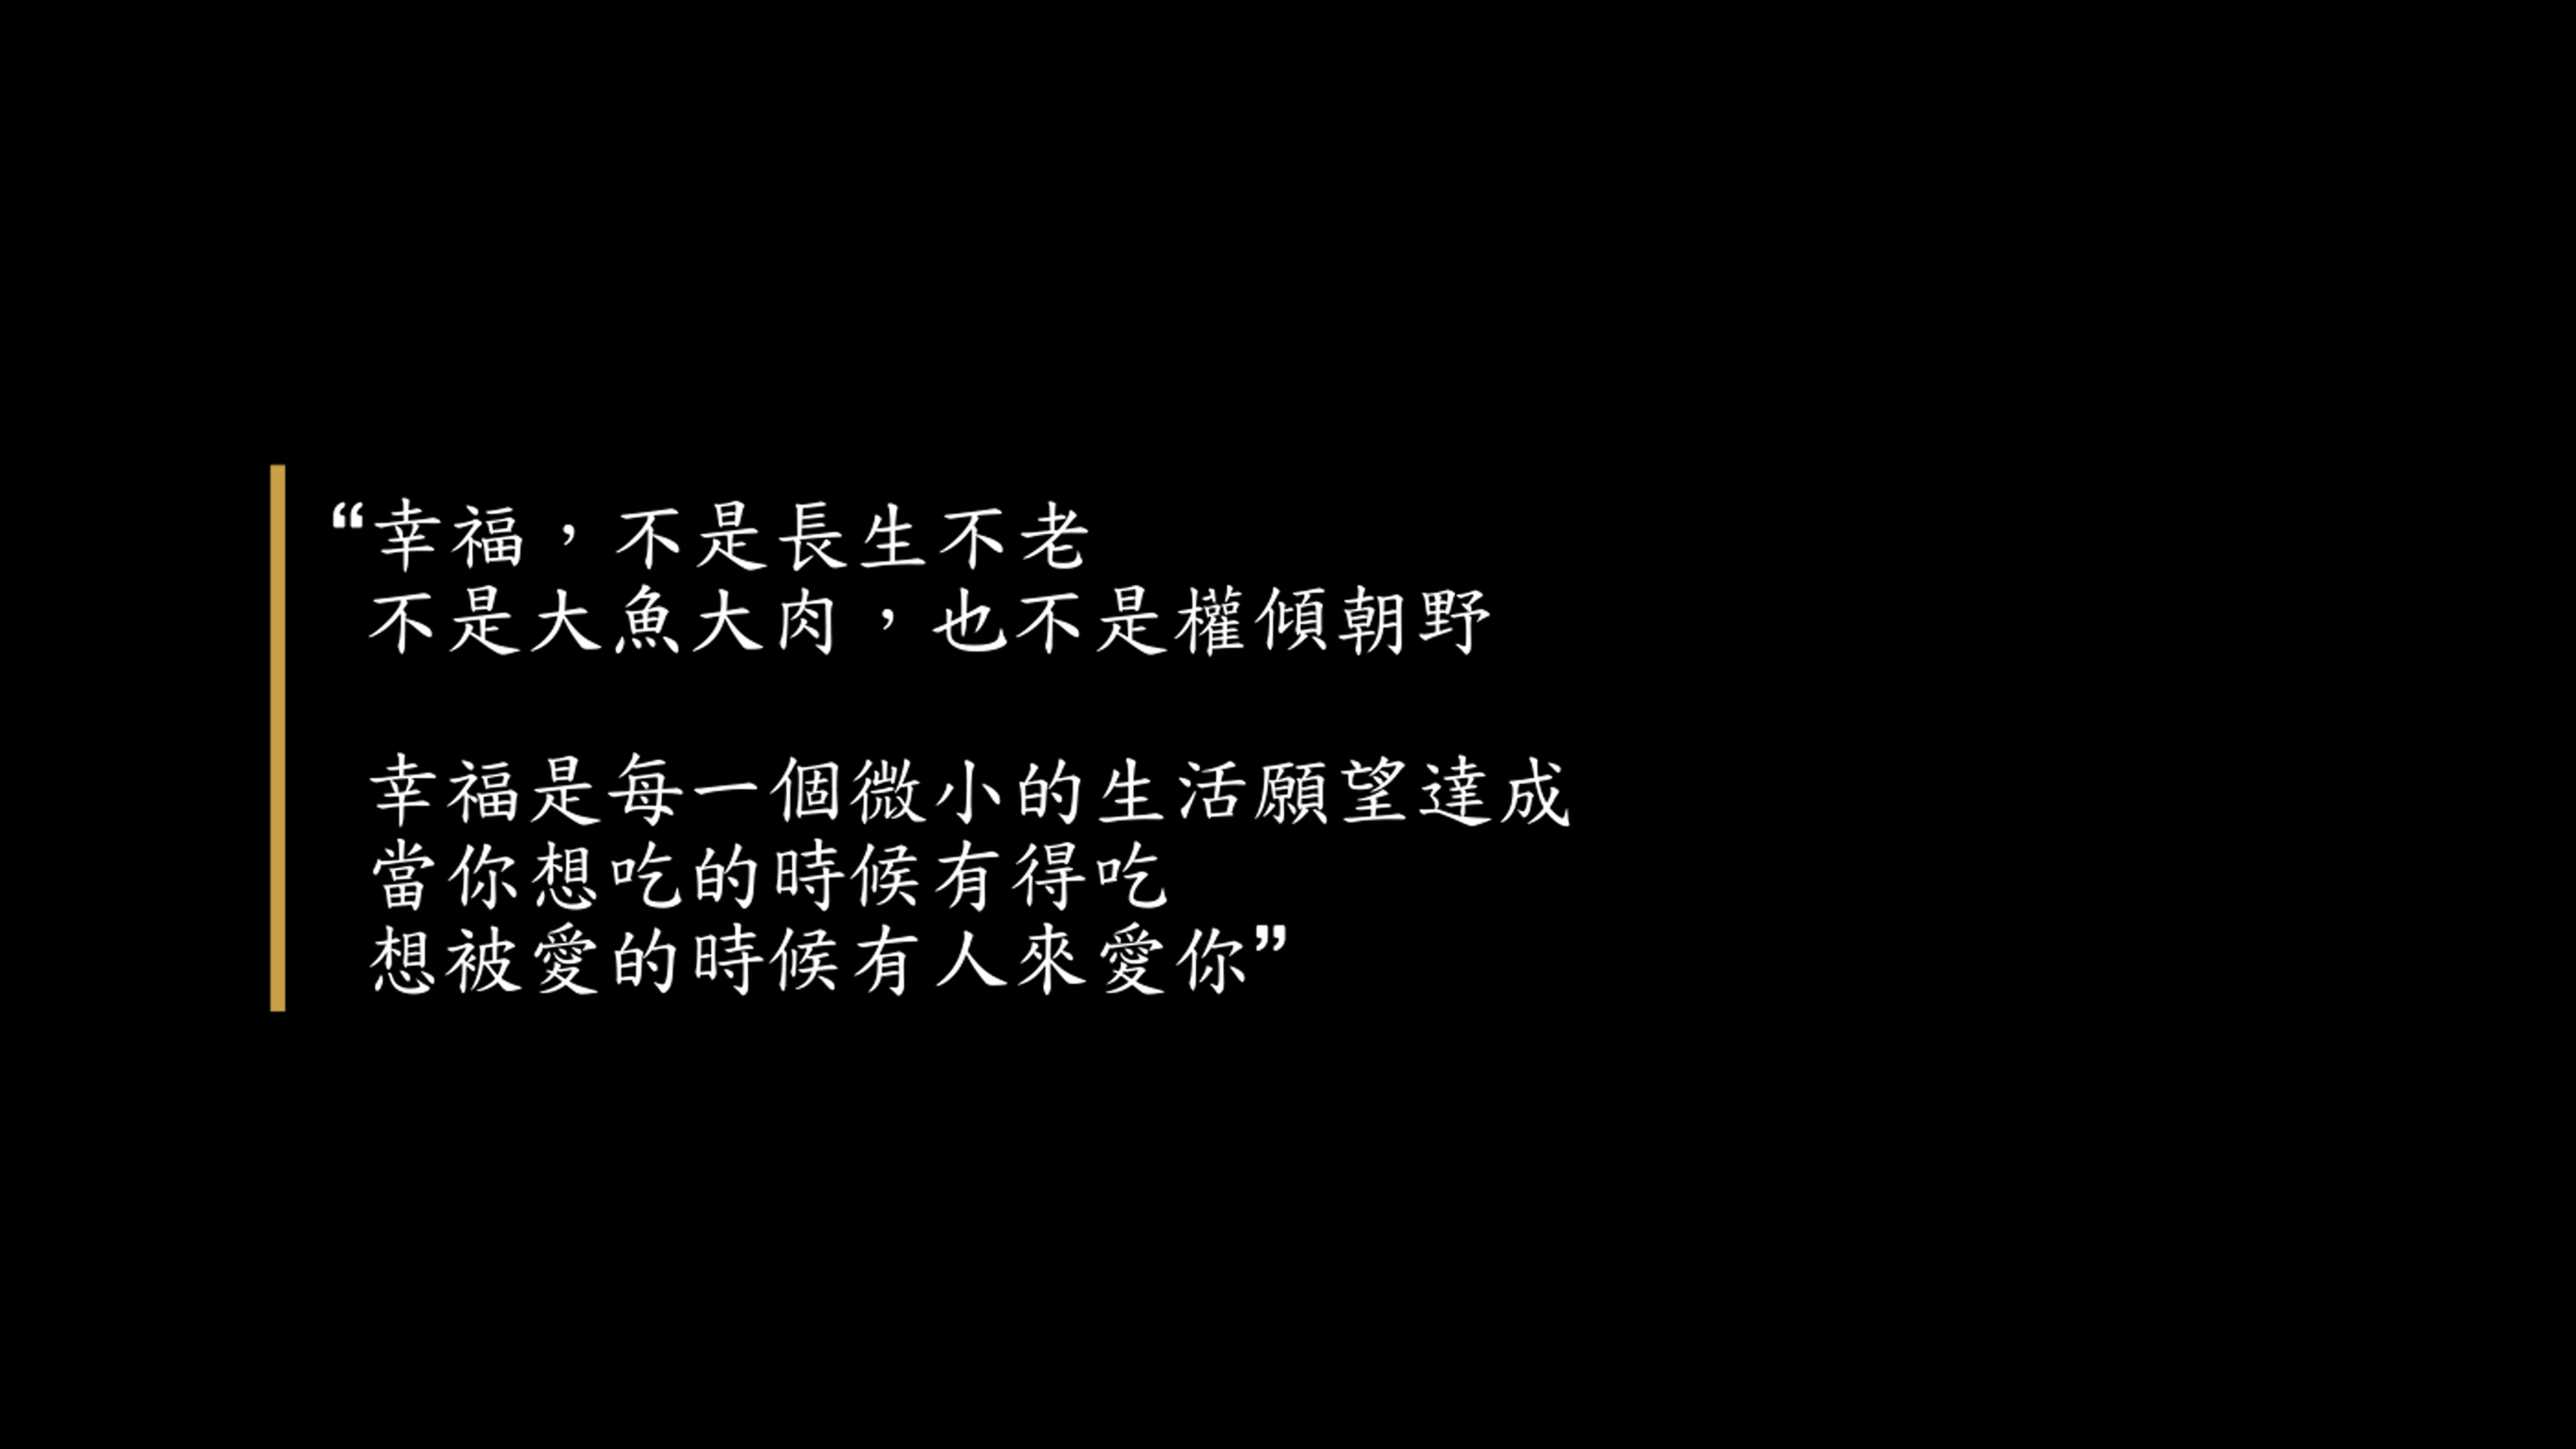 “幸福，不是長生不老
不是大魚大肉，也不是權傾朝野
幸福是每一個微小的生活願望達成
當你想吃的時候有得吃
想被愛的時候有人來愛你”